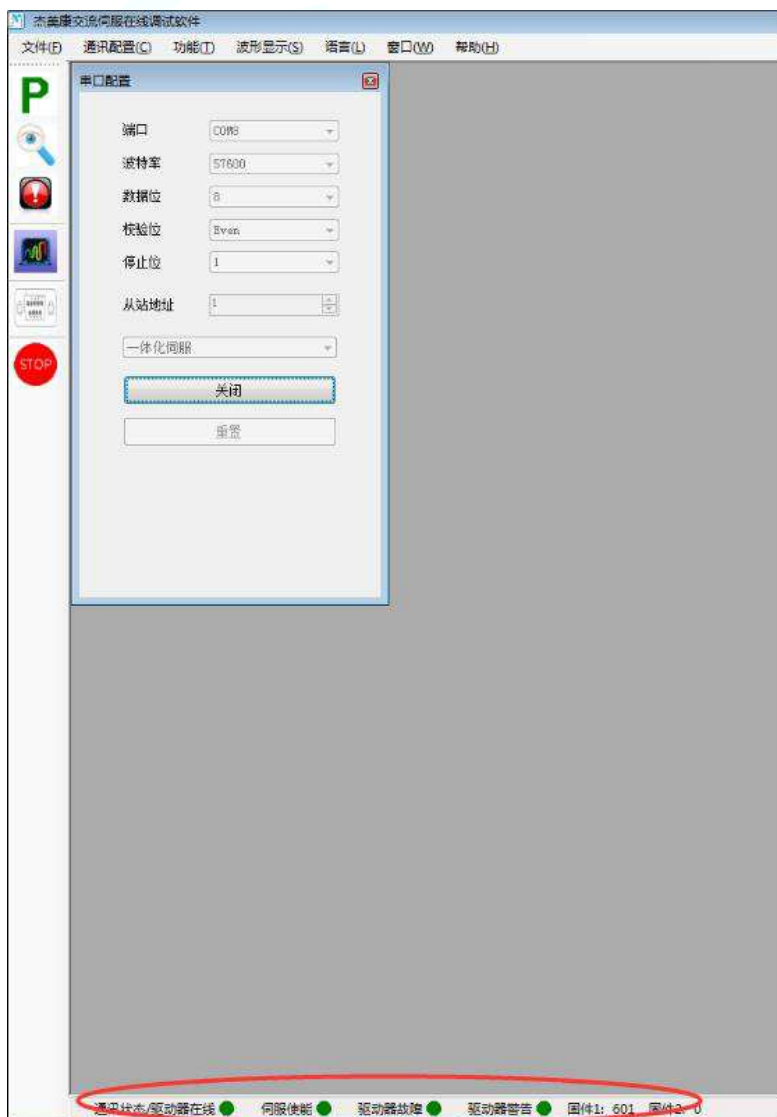 杰美康交流伺服在线调试软件
文件(F) 通讯配置(C) 功能(T) 波形显示(S) 语言(L) 窗口(W) 帮助(H)
串口配置
P
端口 COM8
波特率 57600
数据位 8
校验位 Even
停止位 1
从站地址 1
一体化伺服
STOP
关闭
重置
通讯状态/驱动器在线 伺服使能 驱动器故障 驱动器警告 固件1: 601 固件2: 0